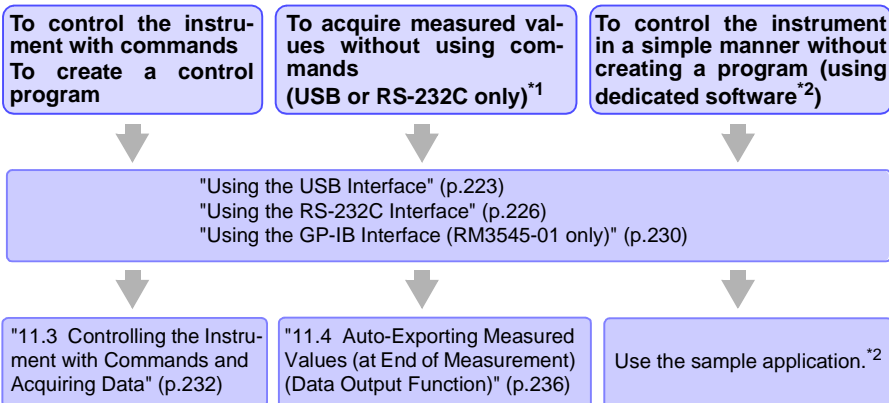 To control the instru-
ment with commands
To create a control
program
To acquire measured val-
ues without using com-
mands
(USB or RS-232C only)*1
To control the instrument
in a simple manner without
creating a program (using
dedicated software*2)
"Using the USB Interface" (p.223)
"Using the RS-232C Interface" (p.226)
"Using the GP-IB Interface (RM3545-01 only)" (p.230)
"11.3 Controlling the Instru-
ment with Commands and
Acquiring Data" (p.232)
"11.4 Auto-Exporting Measured
Values (at End of Measurement)
(Data Output Function)" (p.236)
Use the sample application.*2